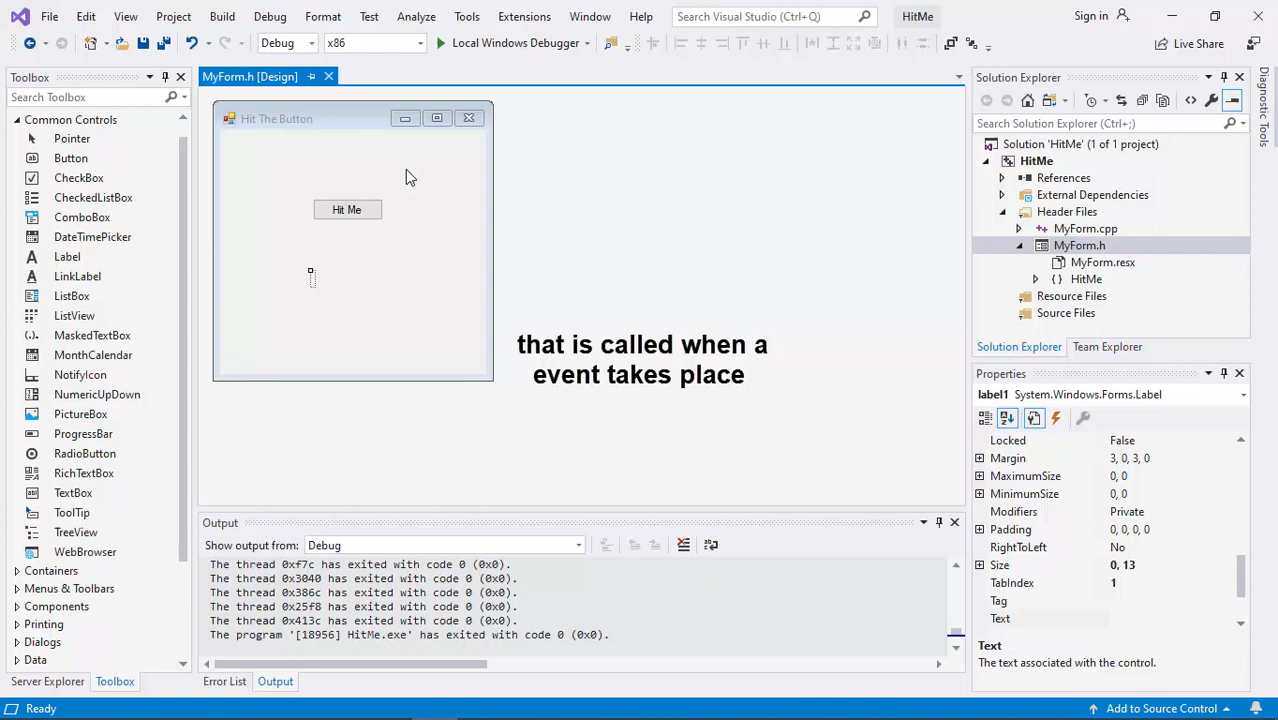 File Edit View Project Build Debug Format Test Analyze Tools Extensions Window Help Search Visual Studio (Ctrl+Q) HitMe Sign in
Debug x86 Local Windows Debugger Live Share
Toolbox
Search Toolbox
Common Controls
Pointer
Button
CheckBox
CheckedListBox
ComboBox
DateTimePicker
Label
LinkLabel
ListBox
ListView
MaskedTextBox
MonthCalendar
NotifyIcon
NumericUpDown
PictureBox
ProgressBar
RadioButton
RichTextBox
TextBox
ToolTip
TreeView
WebBrowser
Containers
Menus & Toolbars
Components
Printing
Dialogs
Data
Server Explorer Toolbox
MyForm.h [Design]
Hit The Button
Hit Me
that is called when a
event takes place
Output
Show output from: Debug
The thread 0xf7c has exited with code 0 (0x0).
The thread 0x3040 has exited with code 0 (0x0).
The thread 0x386c has exited with code 0 (0x0).
The thread 0x25f8 has exited with code 0 (0x0).
The thread 0x413c has exited with code 0 (0x0).
The program '[18956] HitMe.exe' has exited with code 0 (0x0).
Error List Output
Solution Explorer
Search Solution Explorer (Ctrl+;)
Solution 'HitMe' (1 of 1 project)
HitMe
References
External Dependencies
Header Files
MyForm.cpp
MyForm.h
MyForm.resx
HitMe
Resource Files
Source Files
Solution Explorer Team Explorer
Properties
label1 System.Windows.Forms.Label
Locked False
Margin 3, 0, 3, 0
MaximumSize 0, 0
MinimumSize 0, 0
Modifiers Private
Padding 0, 0, 0, 0
RightToLeft No
Size 0, 13
TabIndex 1
Tag
Text
Text
The text associated with the control.
Diagnostic Tools
Ready Add to Source Control